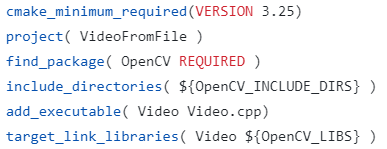 cmake_minimum_required(VERSION 3.25)
project( VideoFromFile )
find_package( OpenCV REQUIRED )
include_directories( ${OpenCV_INCLUDE_DIRS} )
add_executable( Video Video.cpp)
target_link_libraries( Video ${OpenCV_LIBS} )